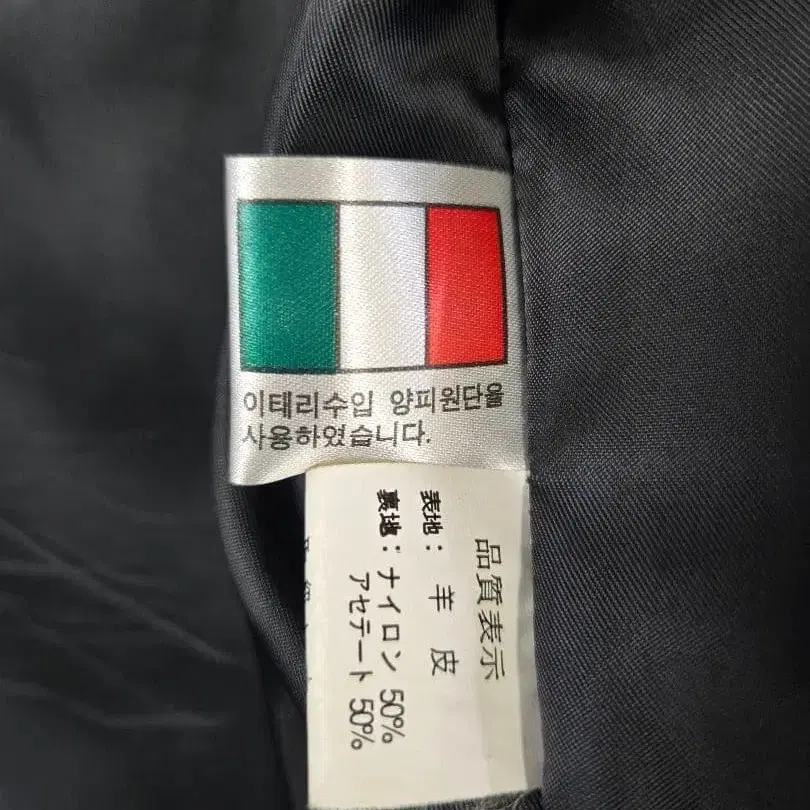 이테리수입 양피원단을
사용하였습니다.
品質表示
表地： 羊 皮
裏地：ナイロン 50%
アセテート 50%